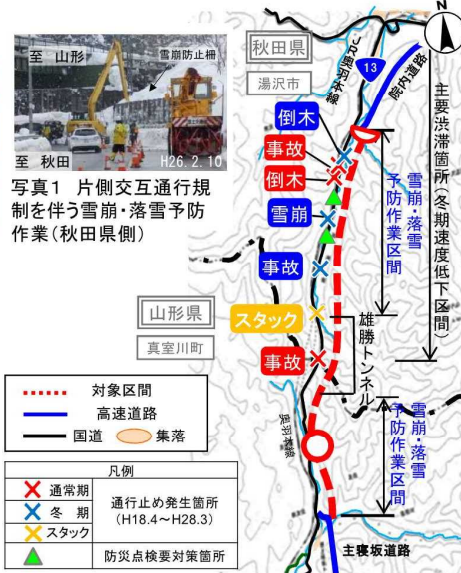 至 山形
雪崩防止柵
至 秋田
H26.2.10
写真1 片側交互通行規
制を伴う雪崩・落雪予防
作業(秋田県側)
秋田県
湯沢市
JR奥羽本線
13
院内道路
N
倒木
事故
倒木
雪崩
事故
スタック
事故
山形県
真室川町
雪崩・落雪
予防作業区間
主要渋滞箇所(冬期速度低下区間)
雄勝トンネル
雪崩・落雪
予防作業区間
奥羽本線
主寝坂道路
対象区間
高速道路
国道
集落
凡例
通常期
冬 期
スタック
通行止め発生箇所
(H18.4~H28.3)
防災点検要対策箇所